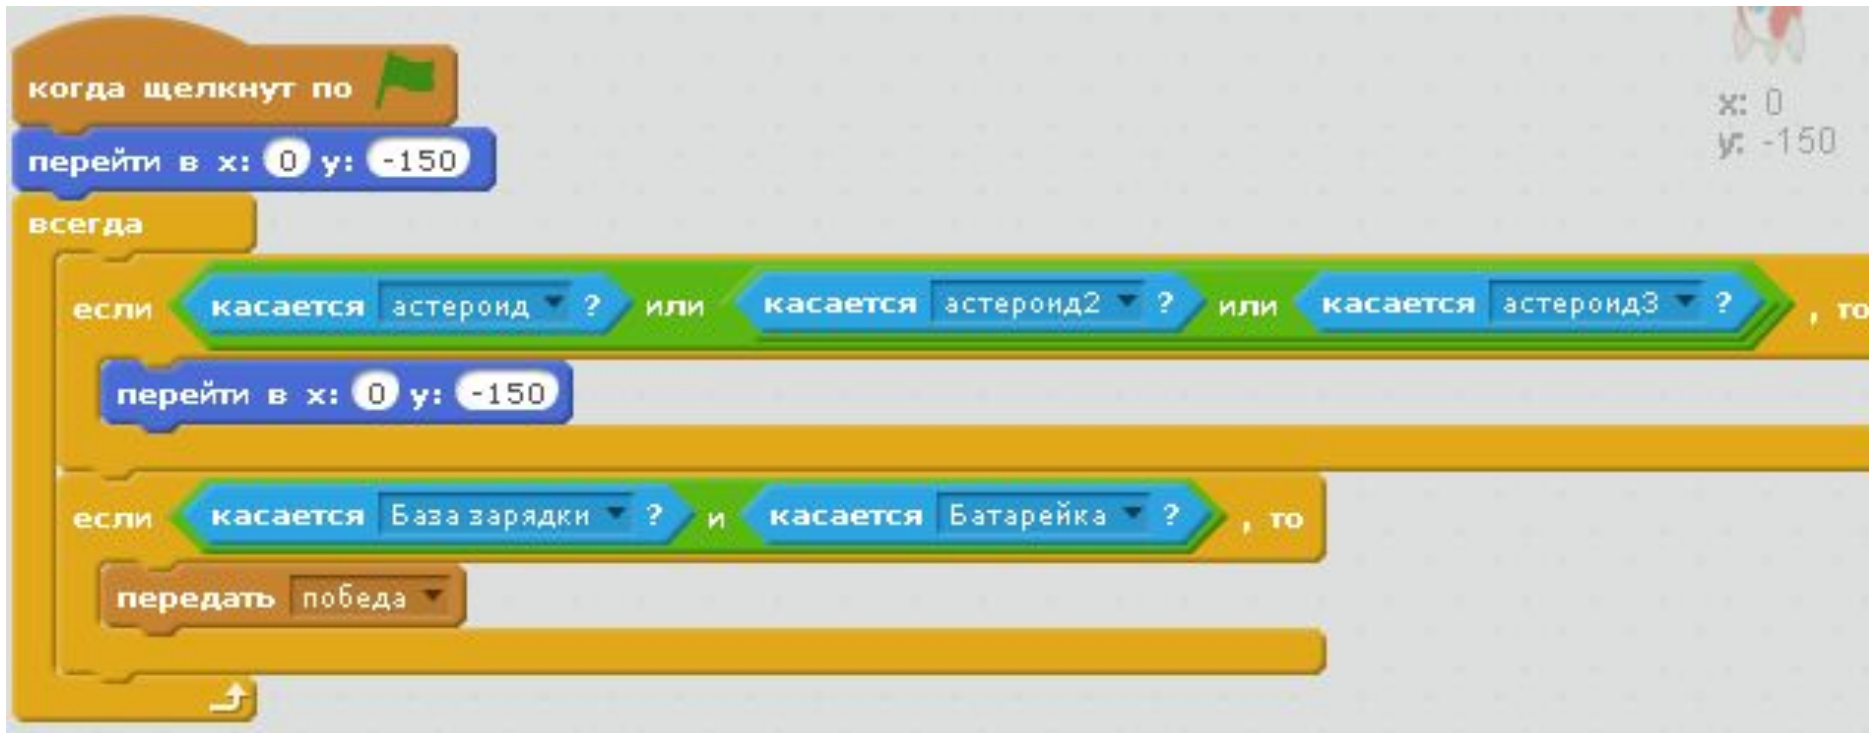 когда щелкнут по
x: 0
y: -150
перейти в x: 0 y: -150
всегда
если касается астероид ? или касается астероид2 ? или касается астероид3 ? , то
перейти в x: 0 y: -150
если касается База зарядки ? и касается Батарейка ? , то
передать победа